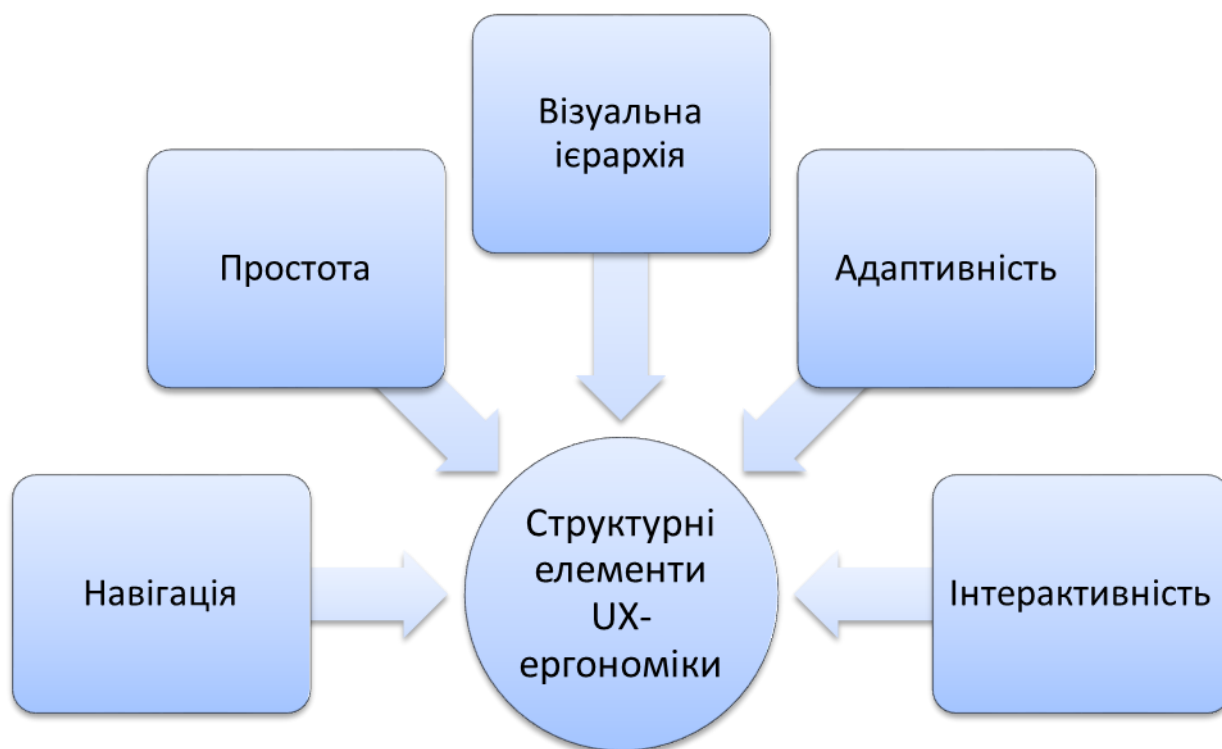 Візуальна
ієрархія
Простота
Адаптивність
Навігація
Структурні
елементи
UX-
ергономіки
Інтерактивність